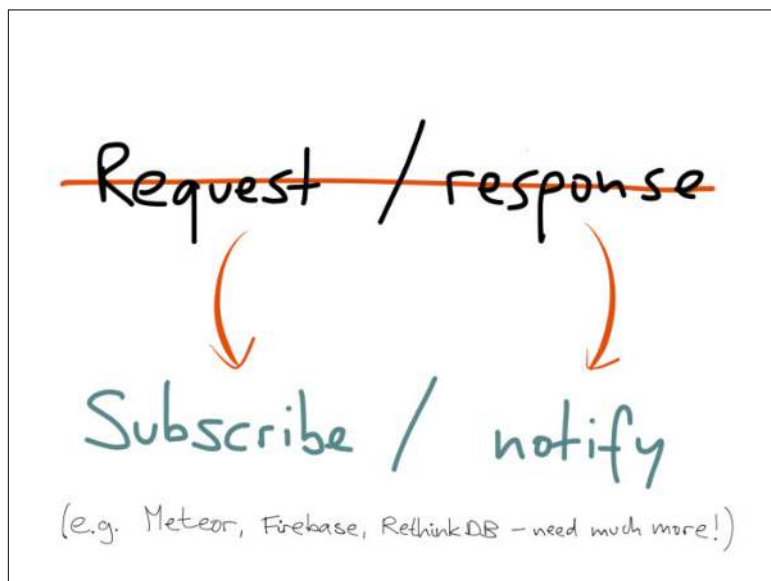 Request / response
Subscribe / notify
(e.g. Meteor, Firebase, RethinkDB – need much more!)